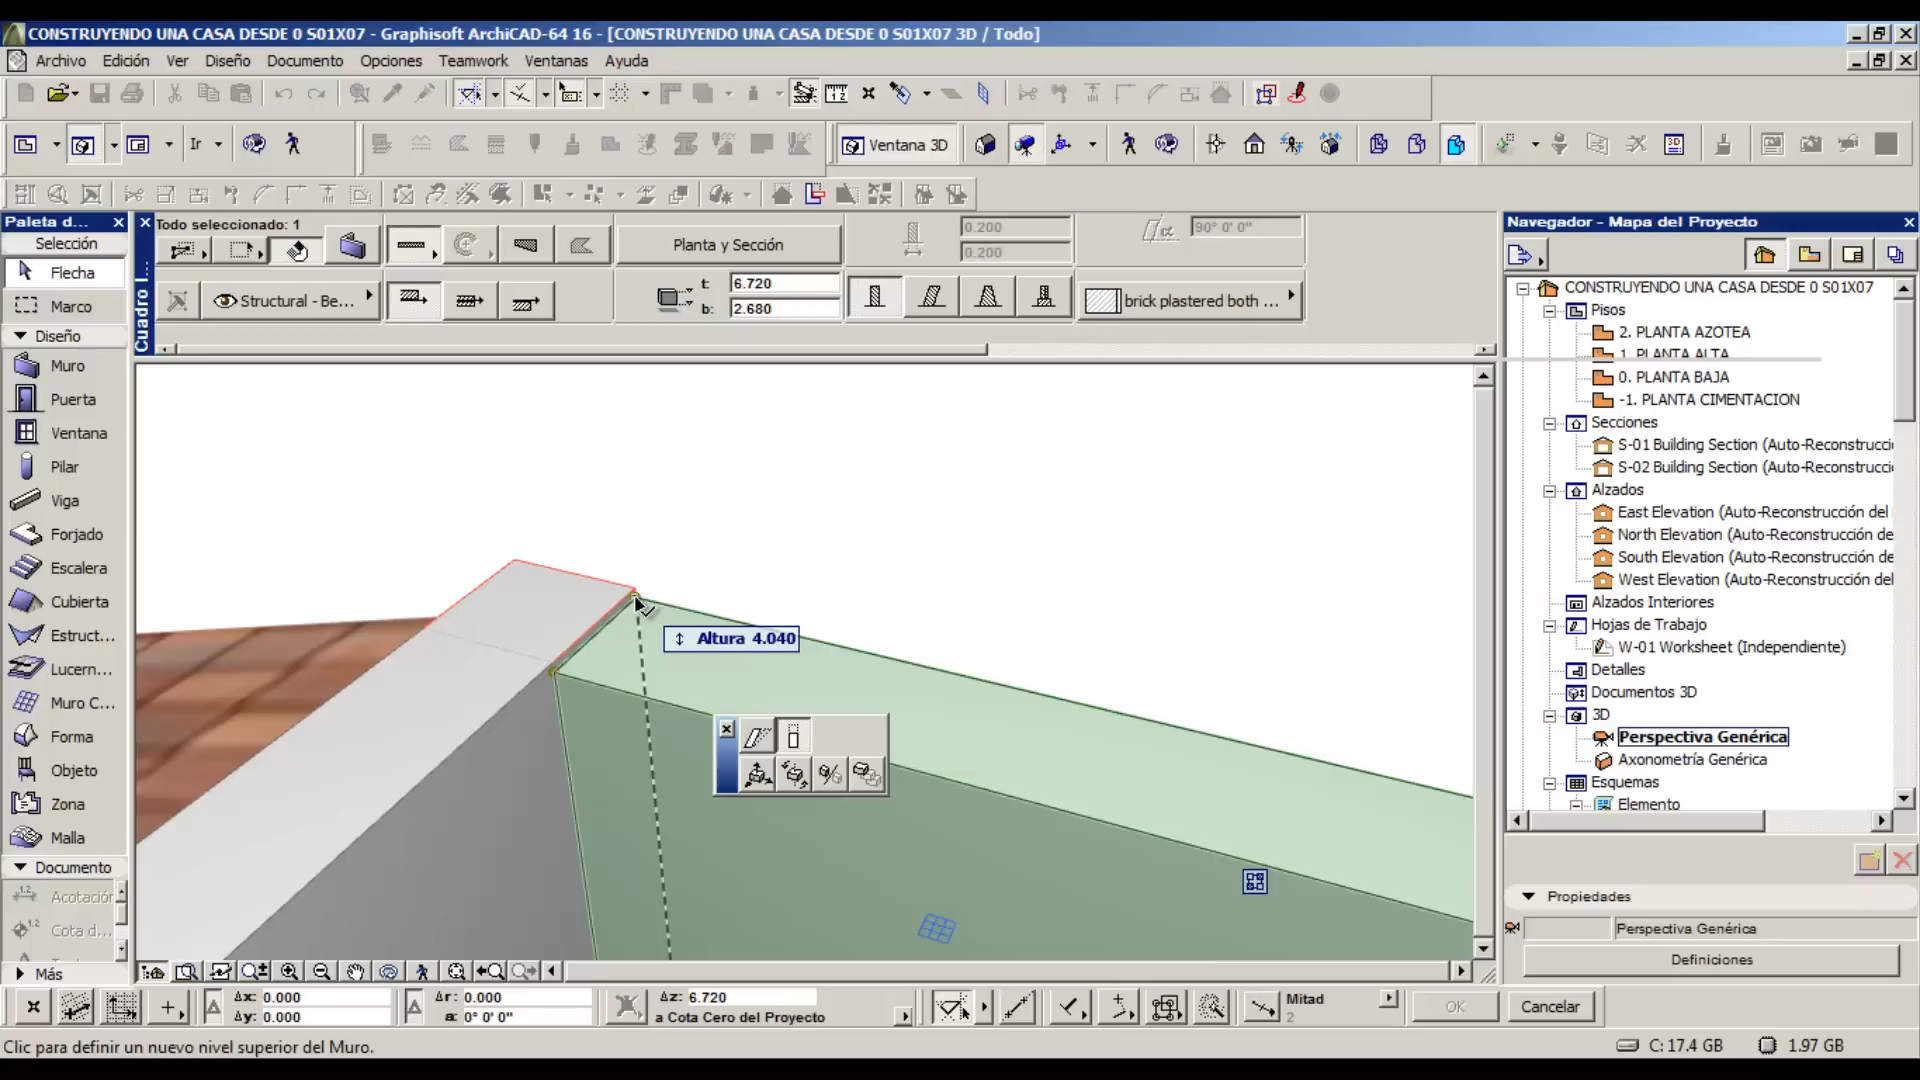 CONSTRUYENDO UNA CASA DESDE 0 S01X07 - Graphisoft ArchiCAD-64 16 - [CONSTRUYENDO UNA CASA DESDE 0 S01X07 3D / Todo]
Archivo Edición Ver Diseño Documento Opciones Teamwork Ventanas Ayuda
Ir
Ventana 3D
Paleta d...
Selección
Flecha
Marco
Diseño
Muro
Puerta
Ventana
Pilar
Viga
Forjado
Escalera
Cubierta
Estruct...
Lucern...
Muro C...
Forma
Objeto
Zona
Malla
Documento
Acotación
Cota d...
Más
Cuadro I...
Todo seleccionado: 1
Structural - Be...
Planta y Sección
t: 6.720
b: 2.680
0.200
0.200
90° 0' 0"
brick plastered both ...
Altura 4.040
Navegador - Mapa del Proyecto
CONSTRUYENDO UNA CASA DESDE 0 S01X07
Pisos
2. PLANTA AZOTEA
1. PLANTA ALTA
0. PLANTA BAJA
-1. PLANTA CIMENTACION
Secciones
S-01 Building Section (Auto-Reconstrucci
S-02 Building Section (Auto-Reconstrucci
Alzados
East Elevation (Auto-Reconstrucción del
North Elevation (Auto-Reconstrucción de
South Elevation (Auto-Reconstrucción de
West Elevation (Auto-Reconstrucción del
Alzados Interiores
Hojas de Trabajo
W-01 Worksheet (Independiente)
Detalles
Documentos 3D
3D
Perspectiva Genérica
Axonometría Genérica
Esquemas
Elemento
Propiedades
Perspectiva Genérica
Definiciones
Δx: 0.000
Δy: 0.000
Δr: 0.000
a: 0° 0' 0"
Δz: 6.720
a Cota Cero del Proyecto
Mitad
2
OK
Cancelar
Clic para definir un nuevo nivel superior del Muro.
C: 17.4 GB
1.97 GB